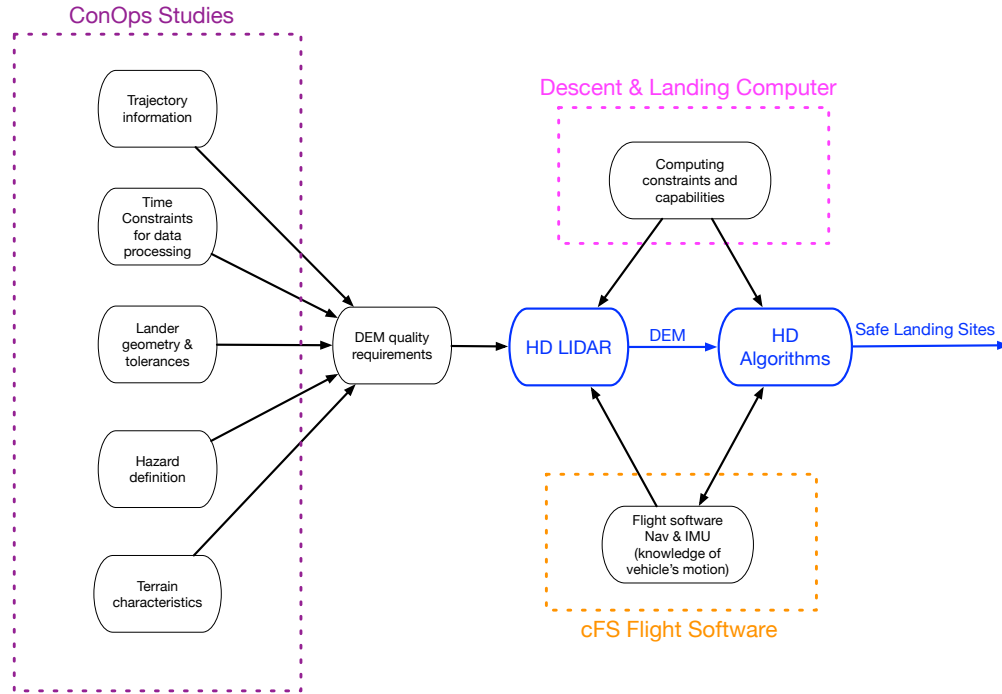 ConOps Studies
Trajectory
information
Time
Constraints
for data
processing
Lander
geometry &
tolerances
Hazard
definition
Terrain
characteristics
DEM quality
requirements
Descent & Landing Computer
Computing
constraints and
capabilities
HD LIDAR
DEM
HD
Algorithms
Safe Landing Sites
Flight software
Nav & IMU
(knowledge of
vehicle's motion)
cFS Flight Software